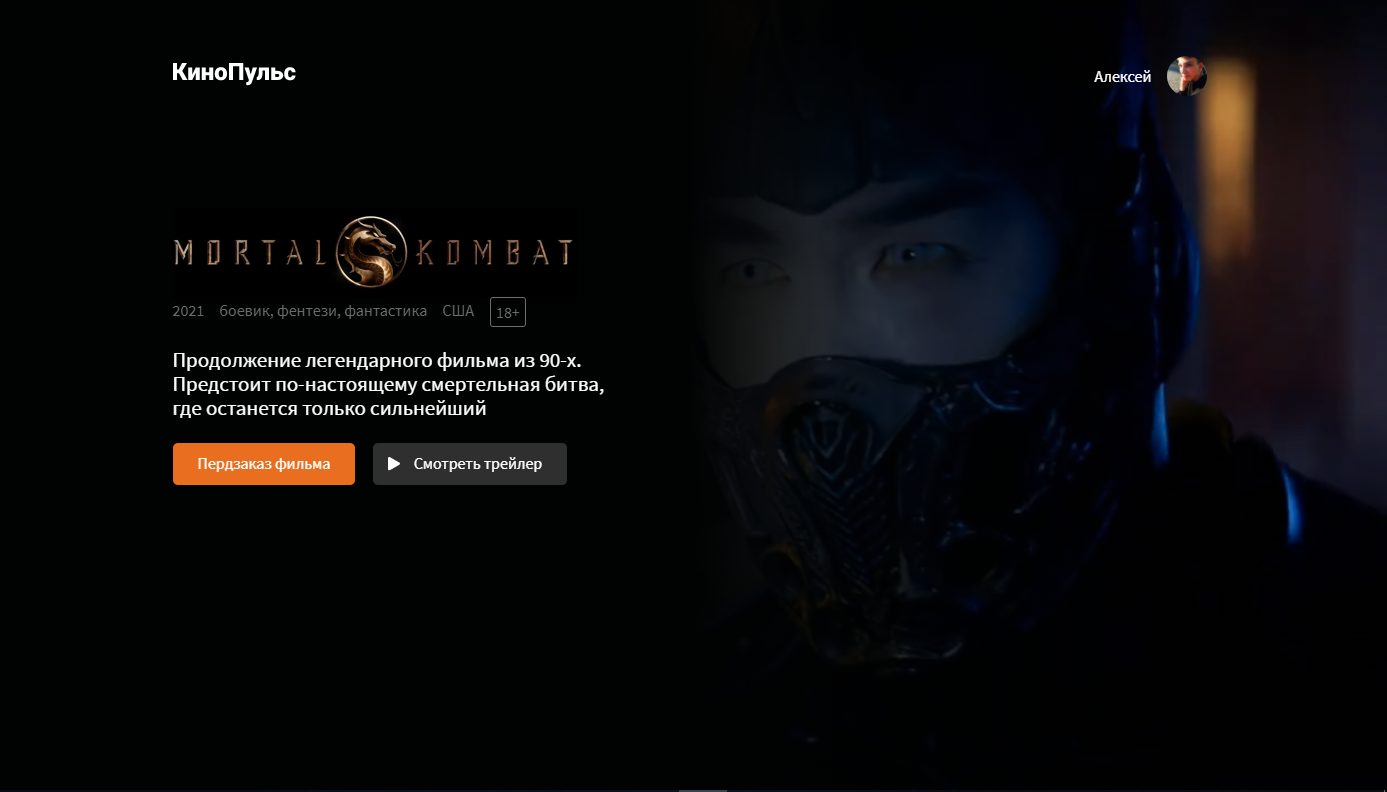 КиноПульс
Алексей
MORTAL KOMBAT
2021 боевик, фентези, фантастика США 18+
Продолжение легендарного фильма из 90-х.
Предстоит по-настоящему смертельная битва,
где останется только сильнейший
Пердзаказ фильма
Смотреть трейлер